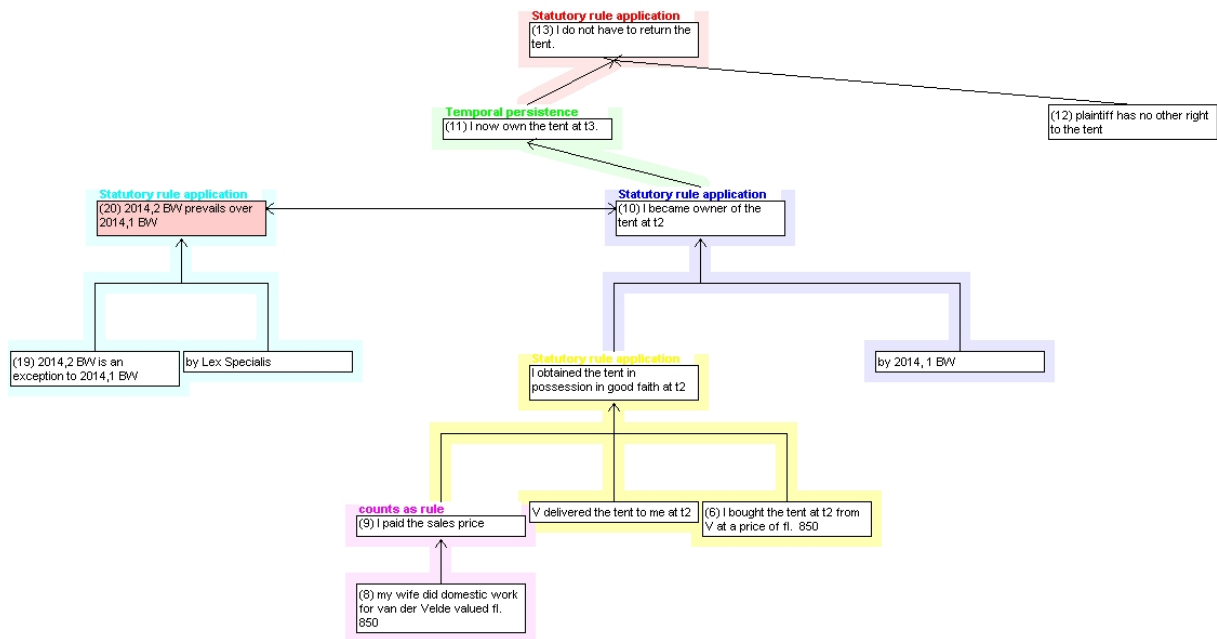 Statutory rule application
(13) I do not have to return the
tent.
Temporal persistence
(11) I now own the tent at t3.
(12) plaintiff has no other right
to the tent
Statutory rule application
(20) 2014,2 BW prevails over
2014,1 BW
Statutory rule application
(10) I became owner of the
tent at t2
(19) 2014,2 BW is an
exception to 2014,1 BW
by Lex Specialis
Statutory rule application
I obtained the tent in
possession in good faith at t2
by 2014, 1 BW
counts as rule
(9) I paid the sales price
V delivered the tent to me at t2
(6) I bought the tent at t2 from
V at a price of fl.  850
(8) my wife did domestic work
for van der Velde valued fl.
850